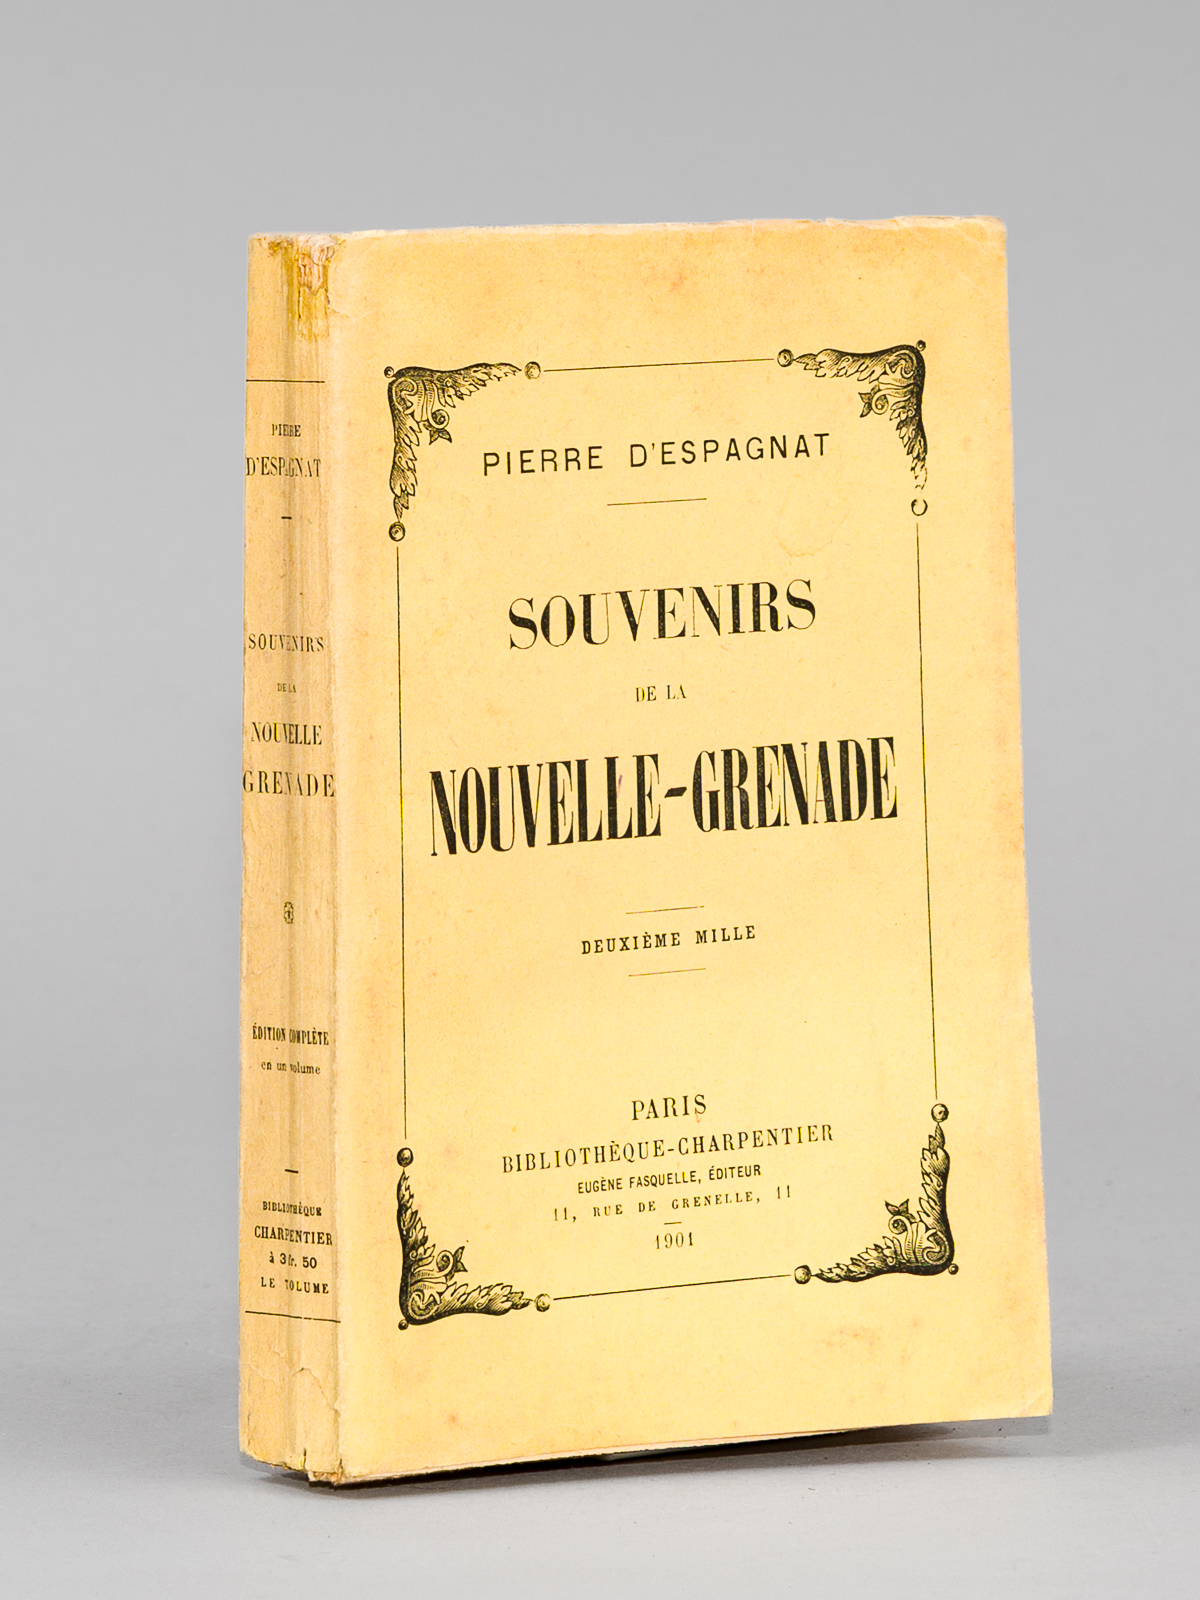 PIERRE
D'ESPAGNAT
SOUVENIRS
DE LA
NOUVELLE
GRENADE
ÉDITION COMPLÈTE
en un volume
BIBLIOTHÈQUE
CHARPENTIER
à 3 fr. 50
LE VOLUME
PIERRE D'ESPAGNAT
SOUVENIRS
DE LA
NOUVELLE-GRENADE
DEUXIÈME MILLE
PARIS
BIBLIOTHÈQUE-CHARPENTIER
EUGÈNE FASQUELLE, ÉDITEUR
11, RUE DE GRENELLE, 11
1901